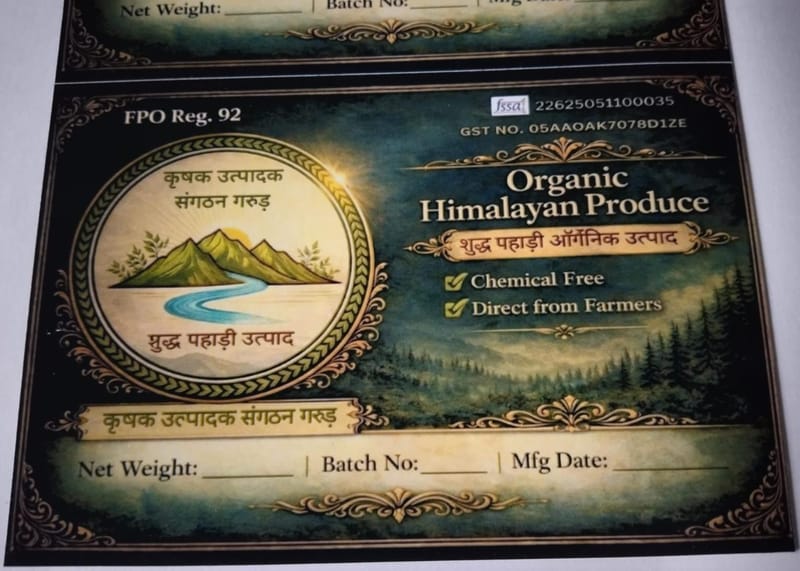 Net Weight: Batch No: Mfg Date:
FPO Reg. 92
fssai 22625051100035
GST NO. 05AAOAK7078D1ZE
कृषक उत्पादक
संगठन गरुड़
Organic
Himalayan Produce
शुद्ध पहाड़ी ऑर्गेनिक उत्पाद
Chemical Free
Direct from Farmers
पहाड़ी उत्पाद
कृषक उत्पादक संगठन गरुड़
Net Weight: | Batch No: | Mfg Date: